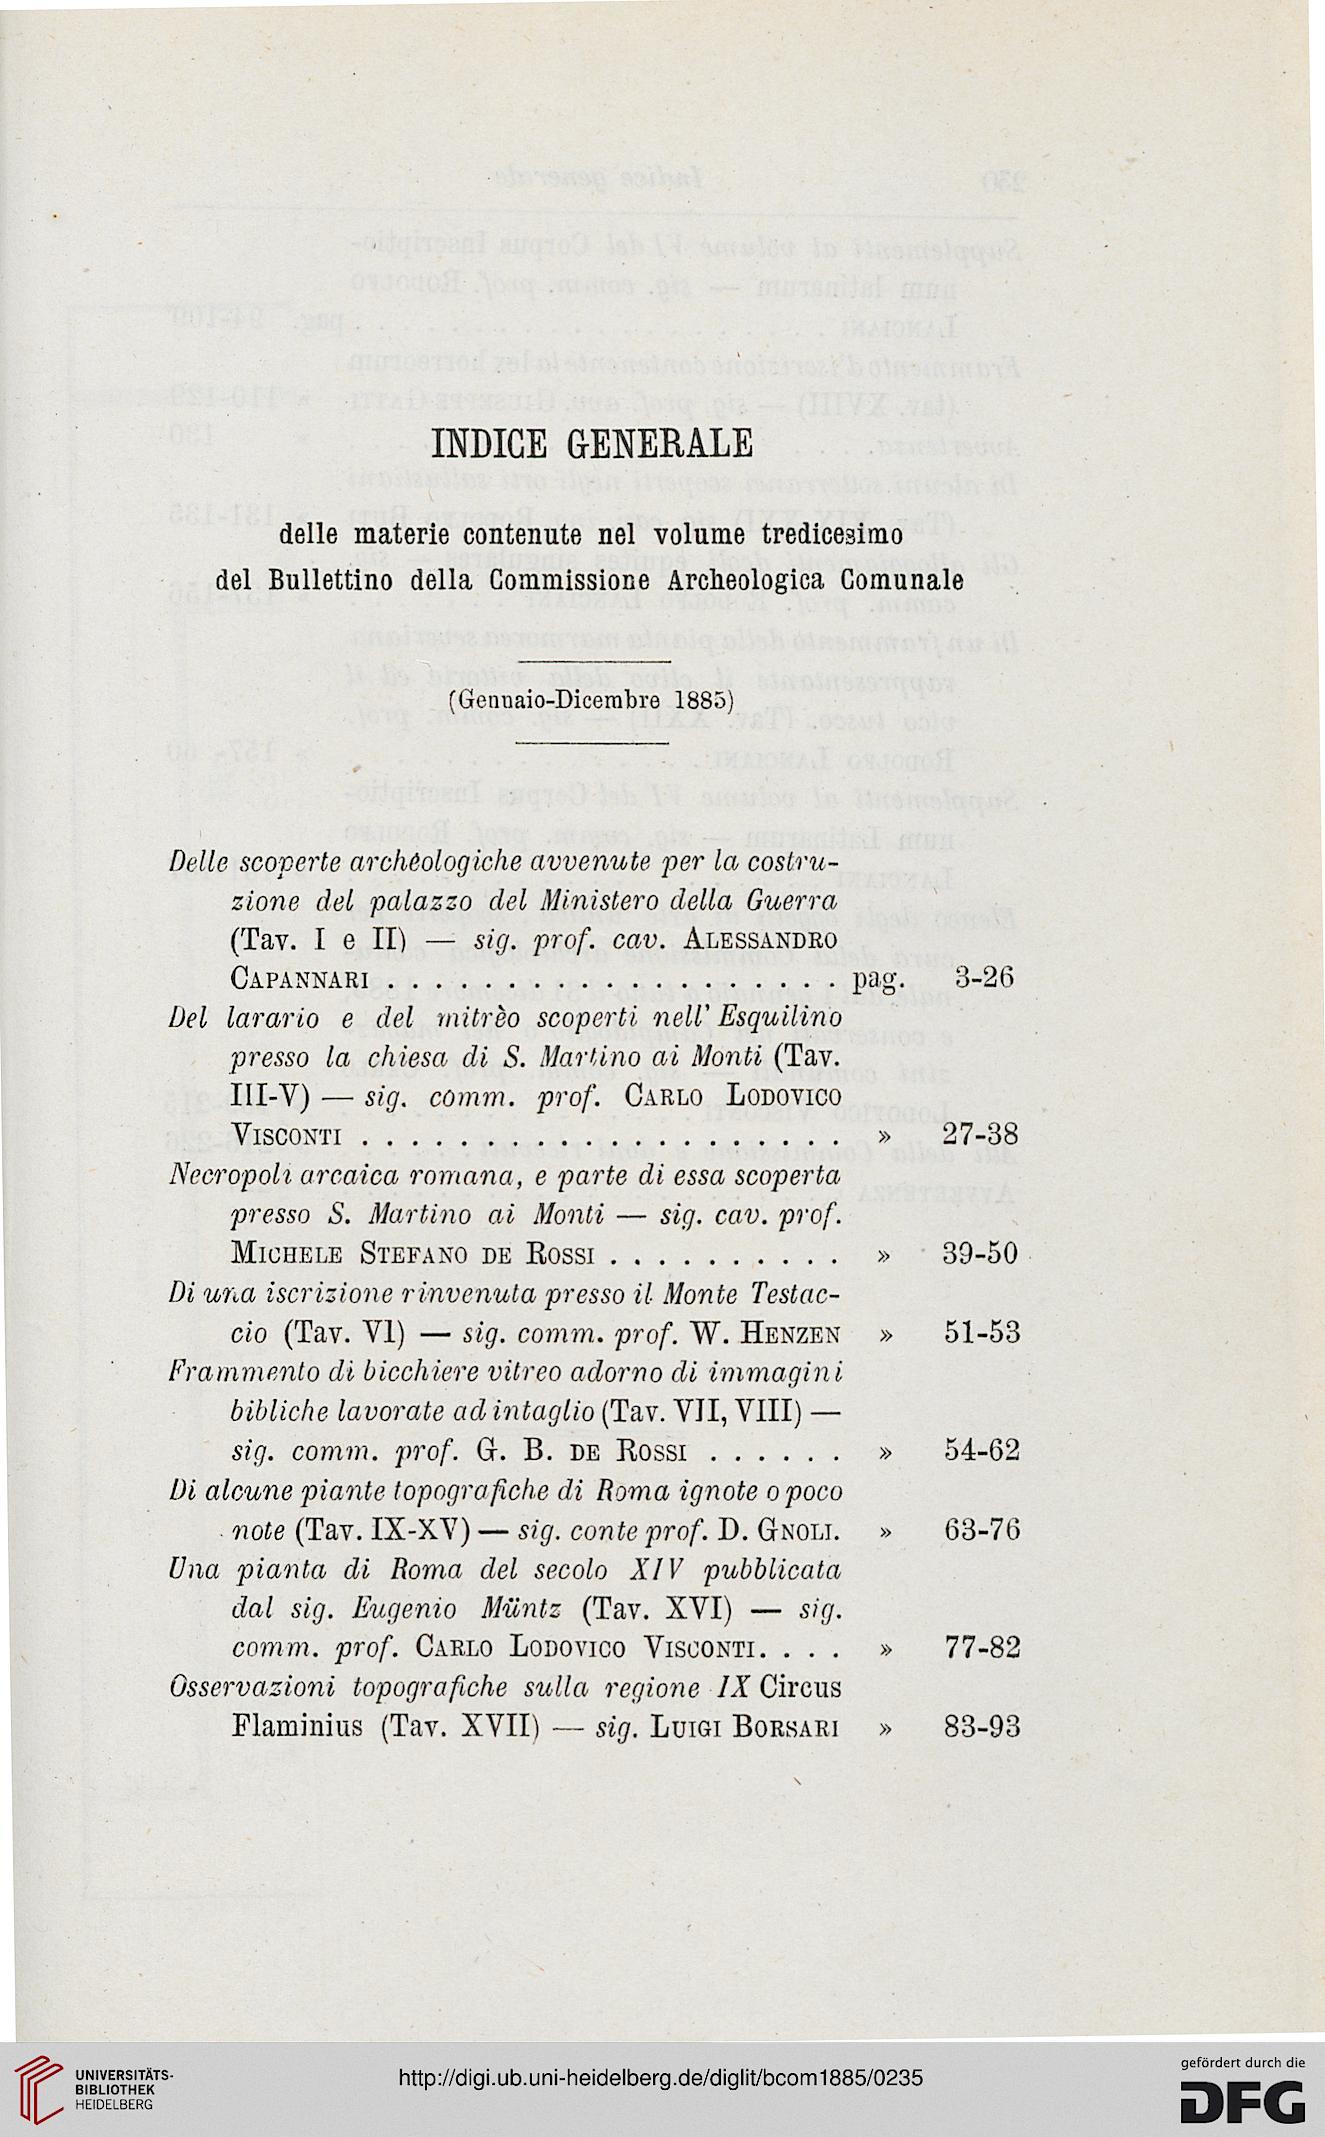 INDICE GENERALE
delle materie contenute nel volume tredicesimo
del Bullettino della Commissione Archeologica Comunale
(Gennaio-Dicembre 1885)
Delle scoperte archeologiche avvenute per la costru-
zione del palazzo del Ministero della Guerra
(Tav. I e II) — sig. prof. cav. ALESSANDRO
CAPANNARI . . . . . . . . . . . . . . . . . . . pag. 3-26
Del larario e del mitrèo scoperti nell' Esquilino
presso la chiesa di S. Martino ai Monti (Tav.
III-V) — sig. comm. prof. CARLO LODOVICO
VISCONTI . . . . . . . . . . . . . . . . . . . . » 27-38
Necropoli arcaica romana, e parte di essa scoperta
presso S. Martino ai Monti — sig. cav. prof.
MICHELE STEFANO DE ROSSI . . . . . . . . . . » 39-50
Di una iscrizione rinvenuta presso il Monte Testac-
cio (Tav. VI) — sig. comm. prof. W. HENZEN » 51-53
Frammento di bicchiere vitreo adorno di immagini
bibliche lavorate ad intaglio (Tav. VII, VIII) —
sig. comm. prof. G. B. DE ROSSI . . . . . . » 54-62
Di alcune piante topografiche di Roma ignote o poco
note (Tav. IX-XV) — sig. conte prof. D. GNOLI. » 63-76
Una pianta di Roma del secolo XIV pubblicata
dal sig. Eugenio Müntz (Tav. XVI) — sig.
comm. prof. CARLO LODOVICO VISCONTI. . . . » 77-82
Osservazioni topografiche sulla regione IX Circus
Flaminius (Tav. XVII) — sig. LUIGI BORSARI » 83-93
UNIVERSITÄTS-
BIBLIOTHEK
HEIDELBERG
http://digi.ub.uni-heidelberg.de/diglit/bcom1885/0235
gefördert durch die
DFG